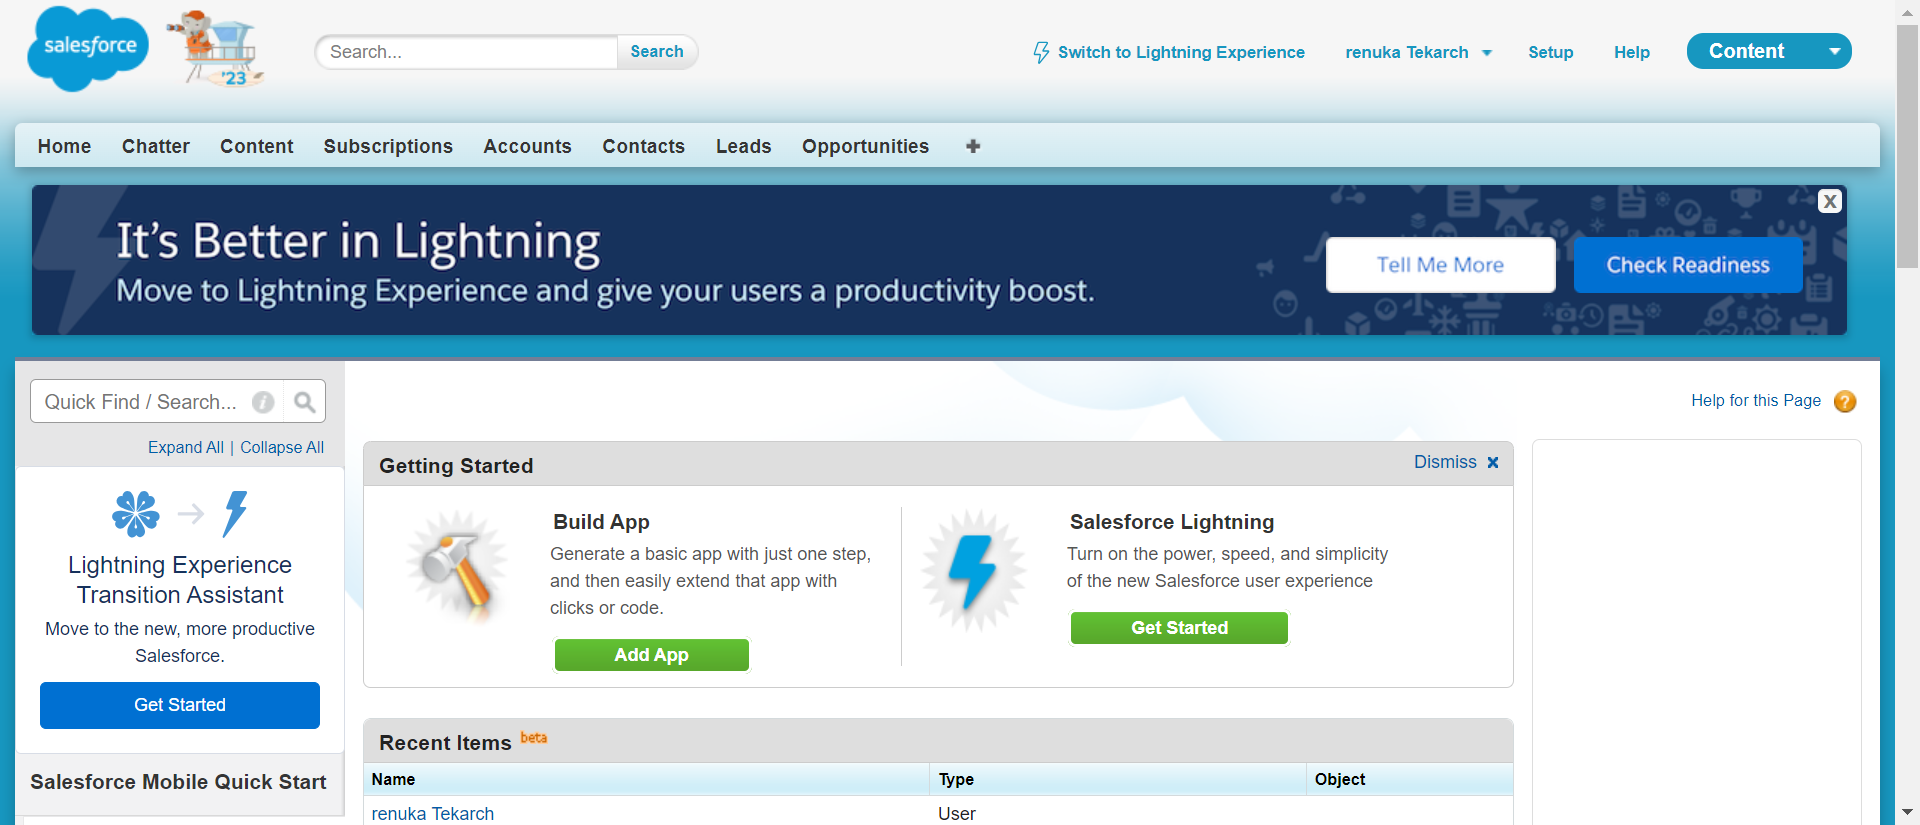 salesforce
'23
Search...
Search
Switch to Lightning Experience
renuka Tekarch
Setup
Help
Content
Home
Chatter
Content
Subscriptions
Accounts
Contacts
Leads
Opportunities
It's Better in Lightning
Move to Lightning Experience and give your users a productivity boost.
Tell Me More
Check Readiness
X
Quick Find / Search...
Expand All | Collapse All
Lightning Experience
Transition Assistant
Move to the new, more productive
Salesforce.
Get Started
Salesforce Mobile Quick Start
Help for this Page
Getting Started
Dismiss
Build App
Generate a basic app with just one step,
and then easily extend that app with
clicks or code.
Add App
Salesforce Lightning
Turn on the power, speed, and simplicity
of the new Salesforce user experience
Get Started
Recent Items beta
Name
Type
Object
renuka Tekarch
User